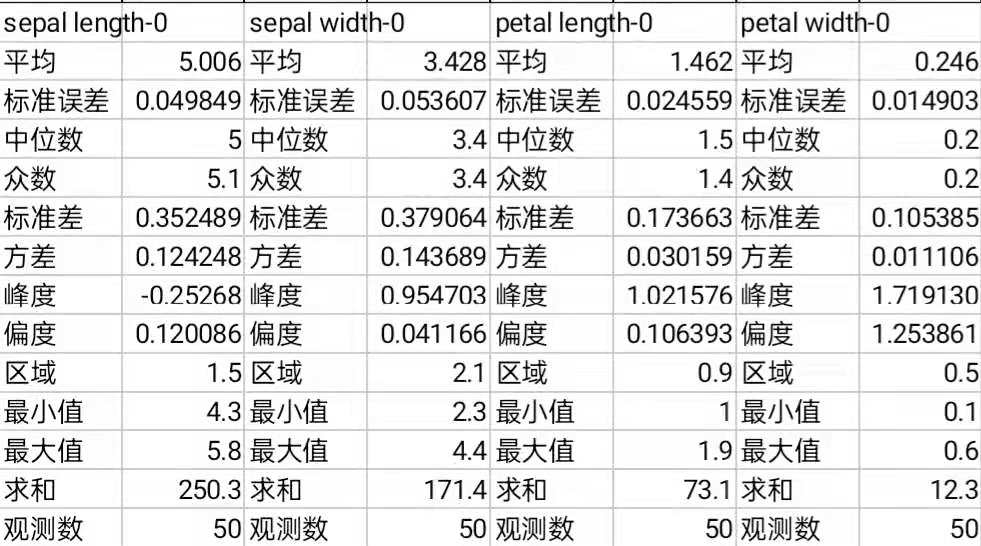 sepal length-0 sepal width-0 petal length-0 petal width-0
平均 5.006 平均 3.428 平均 1.462 平均 0.246
标准误差 0.049849 标准误差 0.053607 标准误差 0.024559 标准误差 0.014903
中位数 5 中位数 3.4 中位数 1.5 中位数 0.2
众数 5.1 众数 3.4 众数 1.4 众数 0.2
标准差 0.352489 标准差 0.379064 标准差 0.173663 标准差 0.105385
方差 0.124248 方差 0.143689 方差 0.030159 方差 0.011106
峰度 -0.25268 峰度 0.954703 峰度 1.021576 峰度 1.719130
偏度 0.120086 偏度 0.041166 偏度 0.106393 偏度 1.253861
区域 1.5 区域 2.1 区域 0.9 区域 0.5
最小值 4.3 最小值 2.3 最小值 1 最小值 0.1
最大值 5.8 最大值 4.4 最大值 1.9 最大值 0.6
求和 250.3 求和 171.4 求和 73.1 求和 12.3
观测数 50 观测数 50 观测数 50 观测数 50